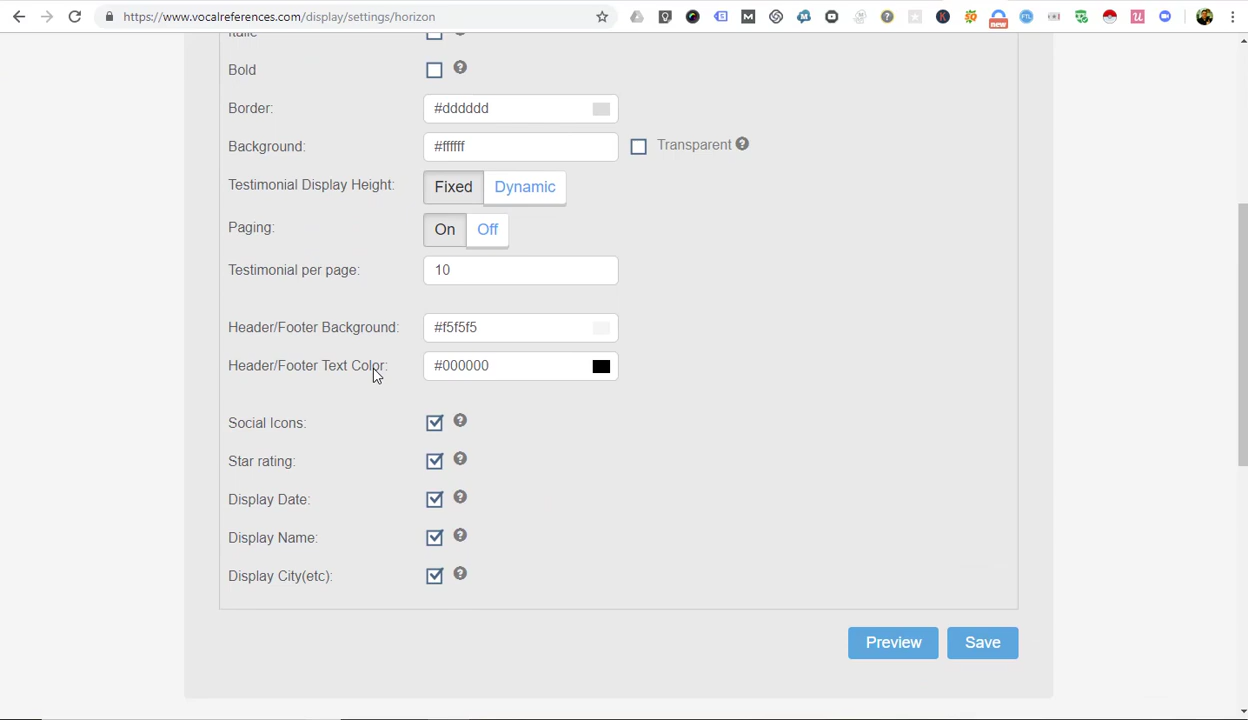 https://www.vocalreferences.com/display/settings/horizon
new
Italic
Bold
Border: #dddddd
Background: #ffffff Transparent
Testimonial Display Height: Fixed Dynamic
Paging: On Off
Testimonial per page: 10
Header/Footer Background: #f5f5f5
Header/Footer Text Color: #000000
Social Icons:
Star rating:
Display Date:
Display Name:
Display City(etc):
Preview Save